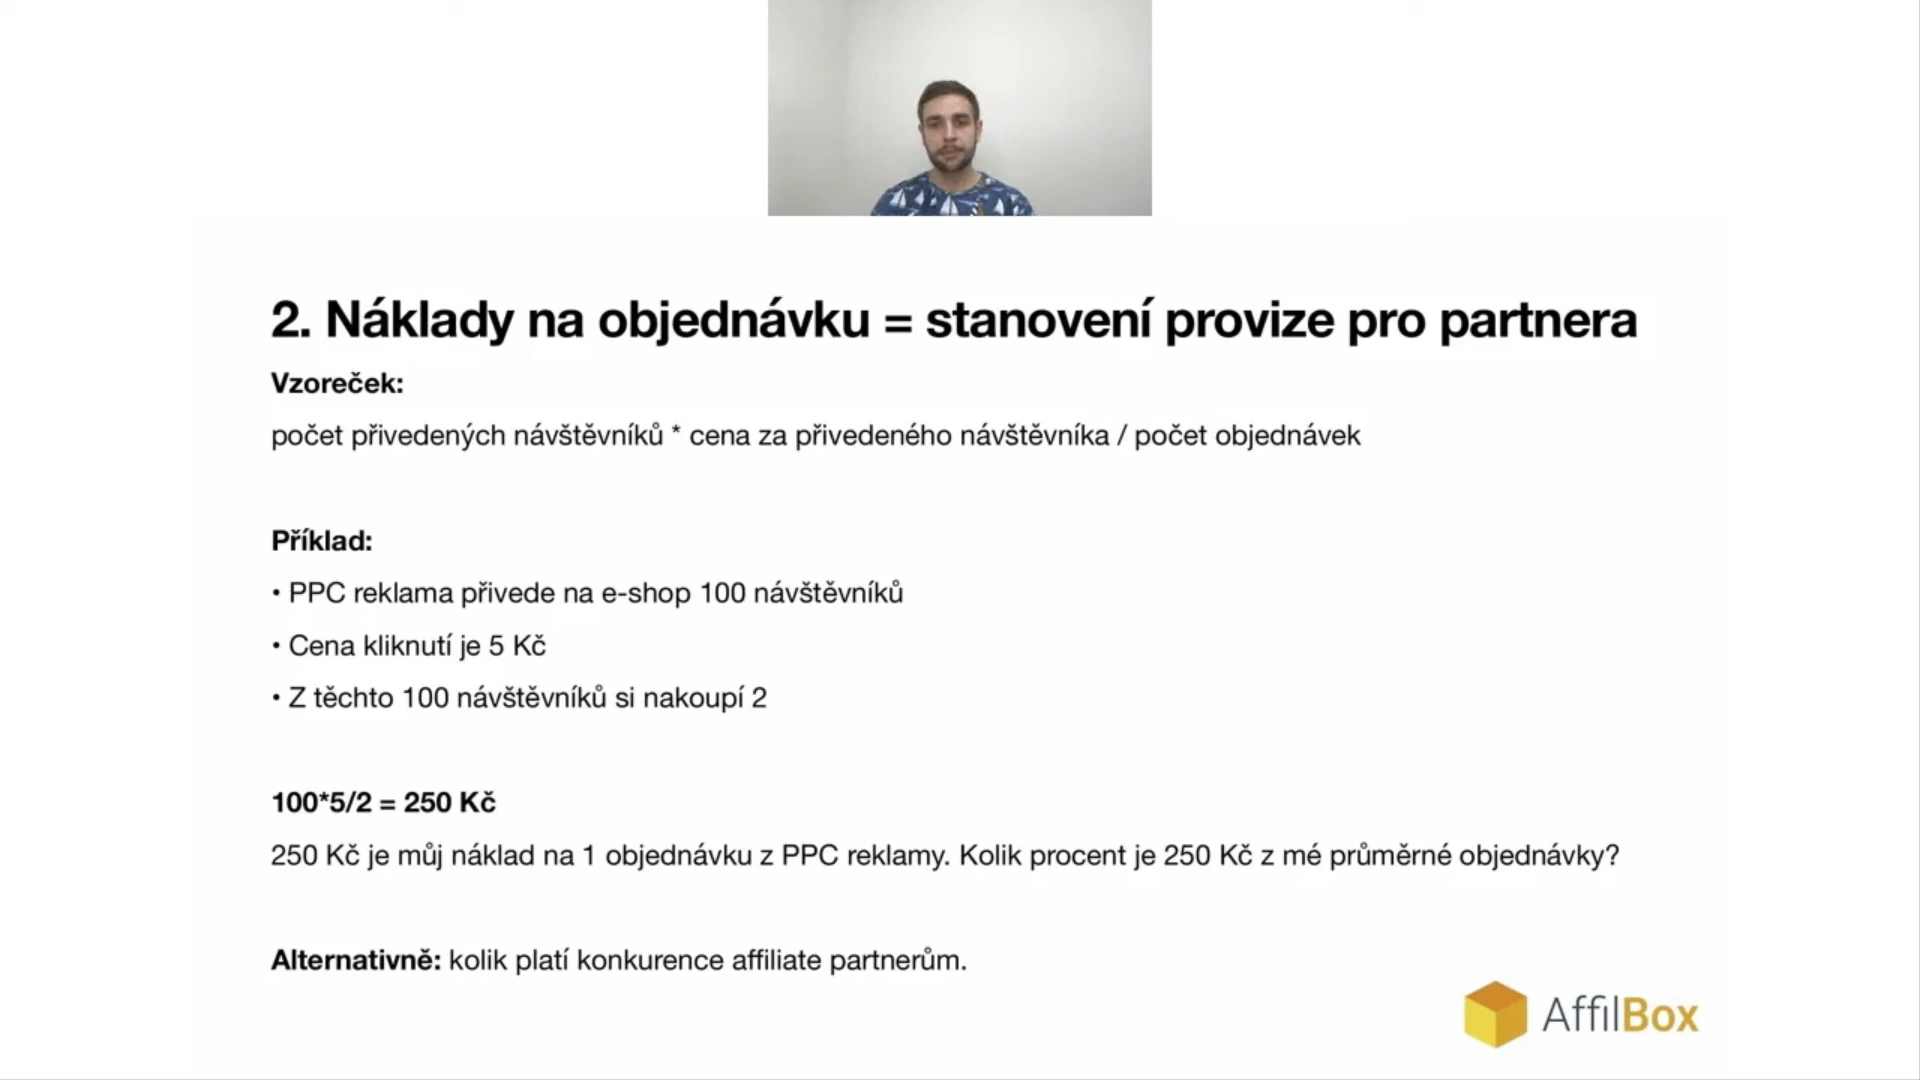 2. Náklady na objednávku = stanovení provize pro partnera
Vzoreček:
počet přivedených návštěvníků * cena za přivedeného návštěvníka / počet objednávek
Příklad:
• PPC reklama přivede na e-shop 100 návštěvníků
• Cena kliknutí je 5 Kč
• Z těchto 100 návštěvníků si nakoupí 2
100*5/2 = 250 Kč
250 Kč je můj náklad na 1 objednávku z PPC reklamy. Kolik procent je 250 Kč z mé průměrné objednávky?
Alternativně: kolik platí konkurence affiliate partnerům.
AffilBox